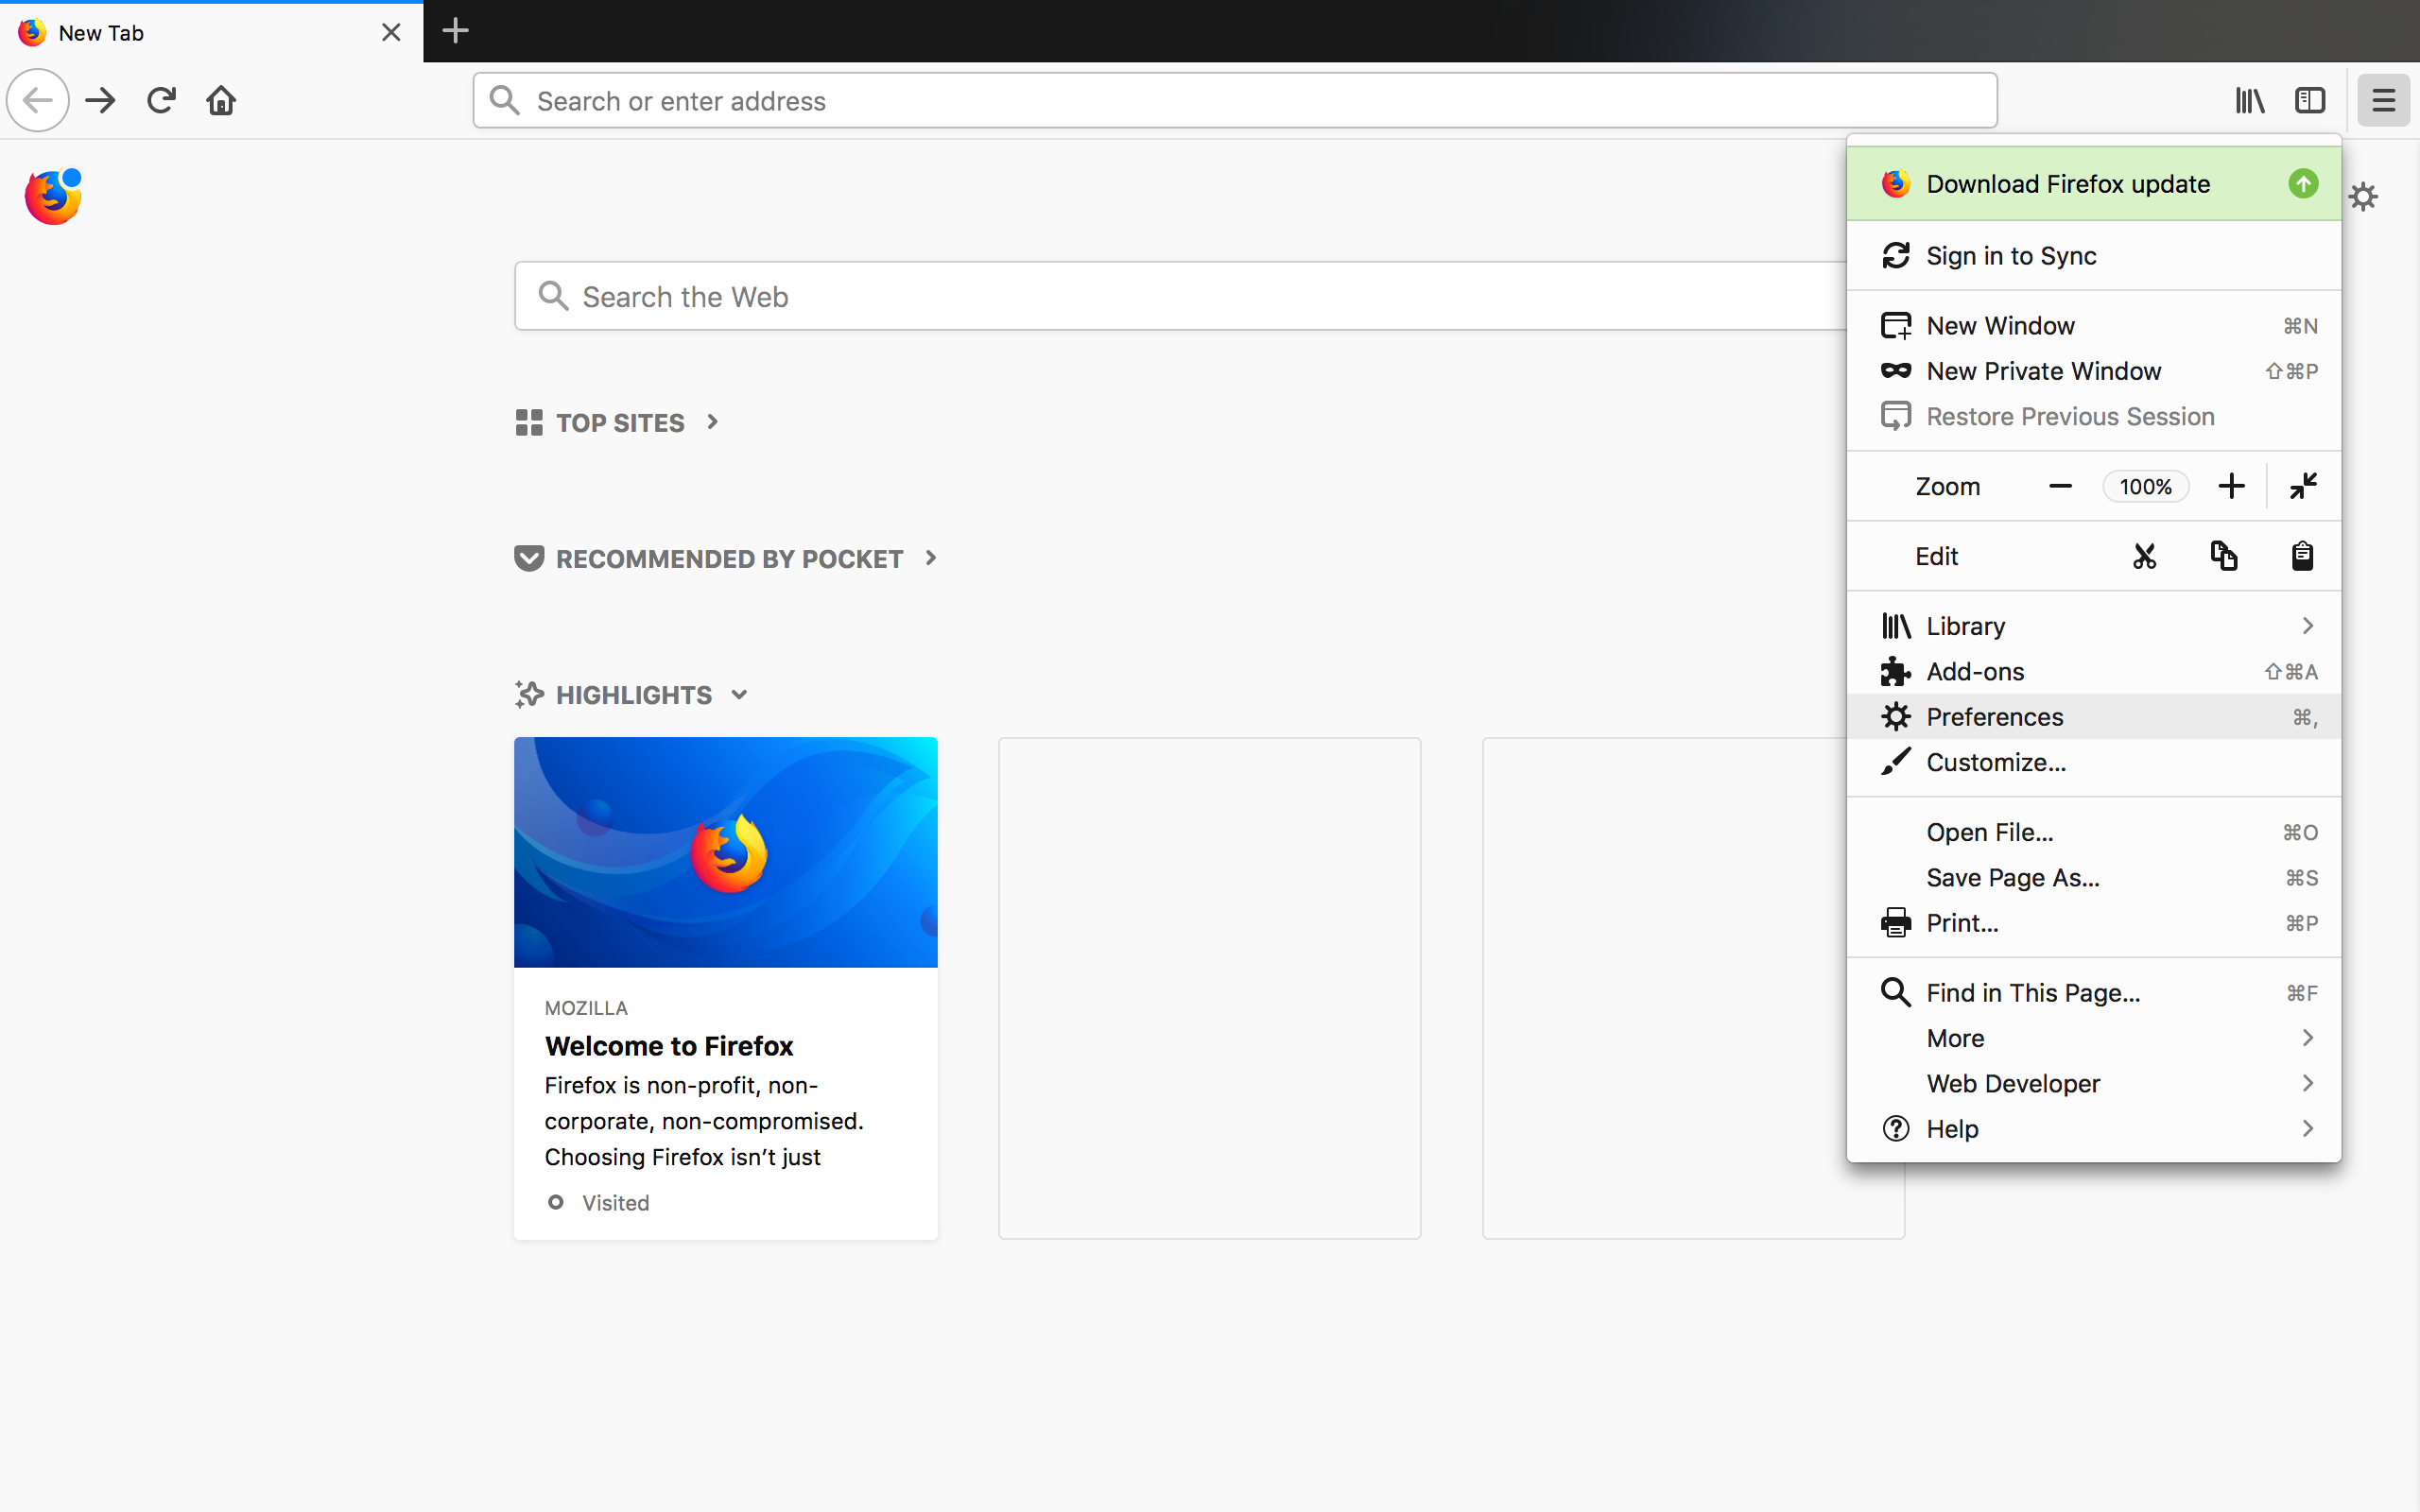 New Tab
Search or enter address
Download Firefox update
Sign in to Sync
Search the Web
New Window ⌘N
New Private Window ⇧⌘P
Restore Previous Session
TOP SITES
Zoom 100%
RECOMMENDED BY POCKET
Edit
Library
Add-ons ⇧⌘A
HIGHLIGHTS
Preferences ⌘,
Customize...
Open File... ⌘O
Save Page As... ⌘S
Print... ⌘P
Find in This Page... ⌘F
More
Web Developer
Help
MOZILLA
Welcome to Firefox
Firefox is non-profit, non-
corporate, non-compromised.
Choosing Firefox isn’t just
Visited